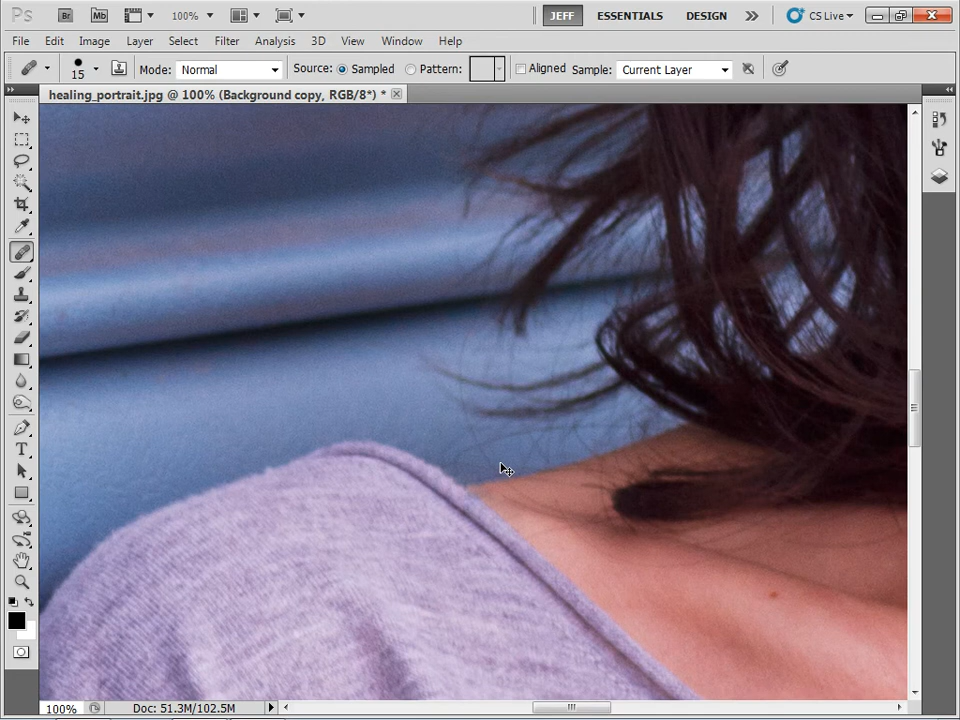 Ps Br Mb 100% JEFF ESSENTIALS DESIGN CS Live
File Edit Image Layer Select Filter Analysis 3D View Window Help
15 Mode: Normal Source: Sampled Pattern: Aligned Sample: Current Layer
healing_portrait.jpg @ 100% (Background copy, RGB/8*) *
T
100% Doc: 51.3M/102.5M